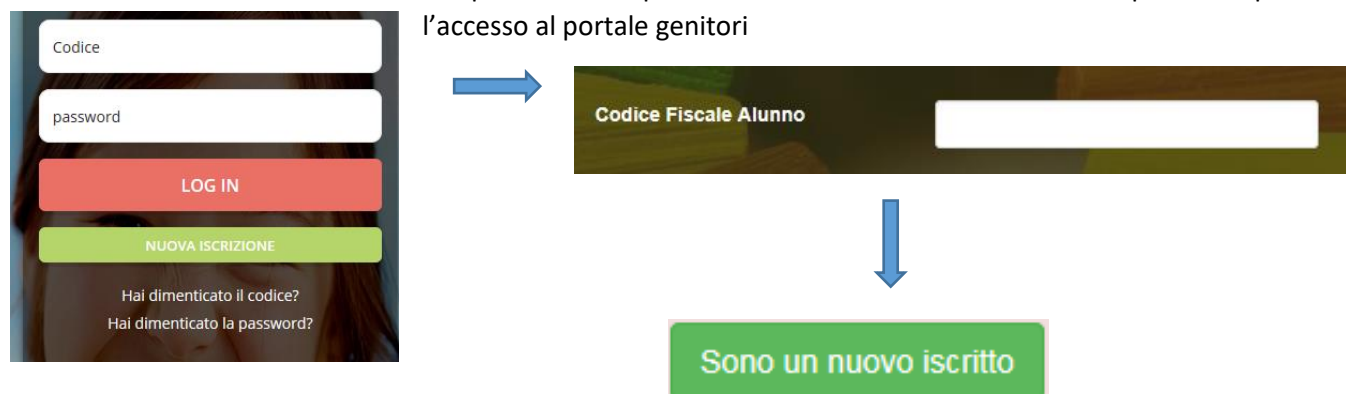 l’accesso al portale genitori
Codice
password
LOG IN
NUOVA ISCRIZIONE
Hai dimenticato il codice?
Hai dimenticato la password?
Codice Fiscale Alunno
Sono un nuovo iscritto